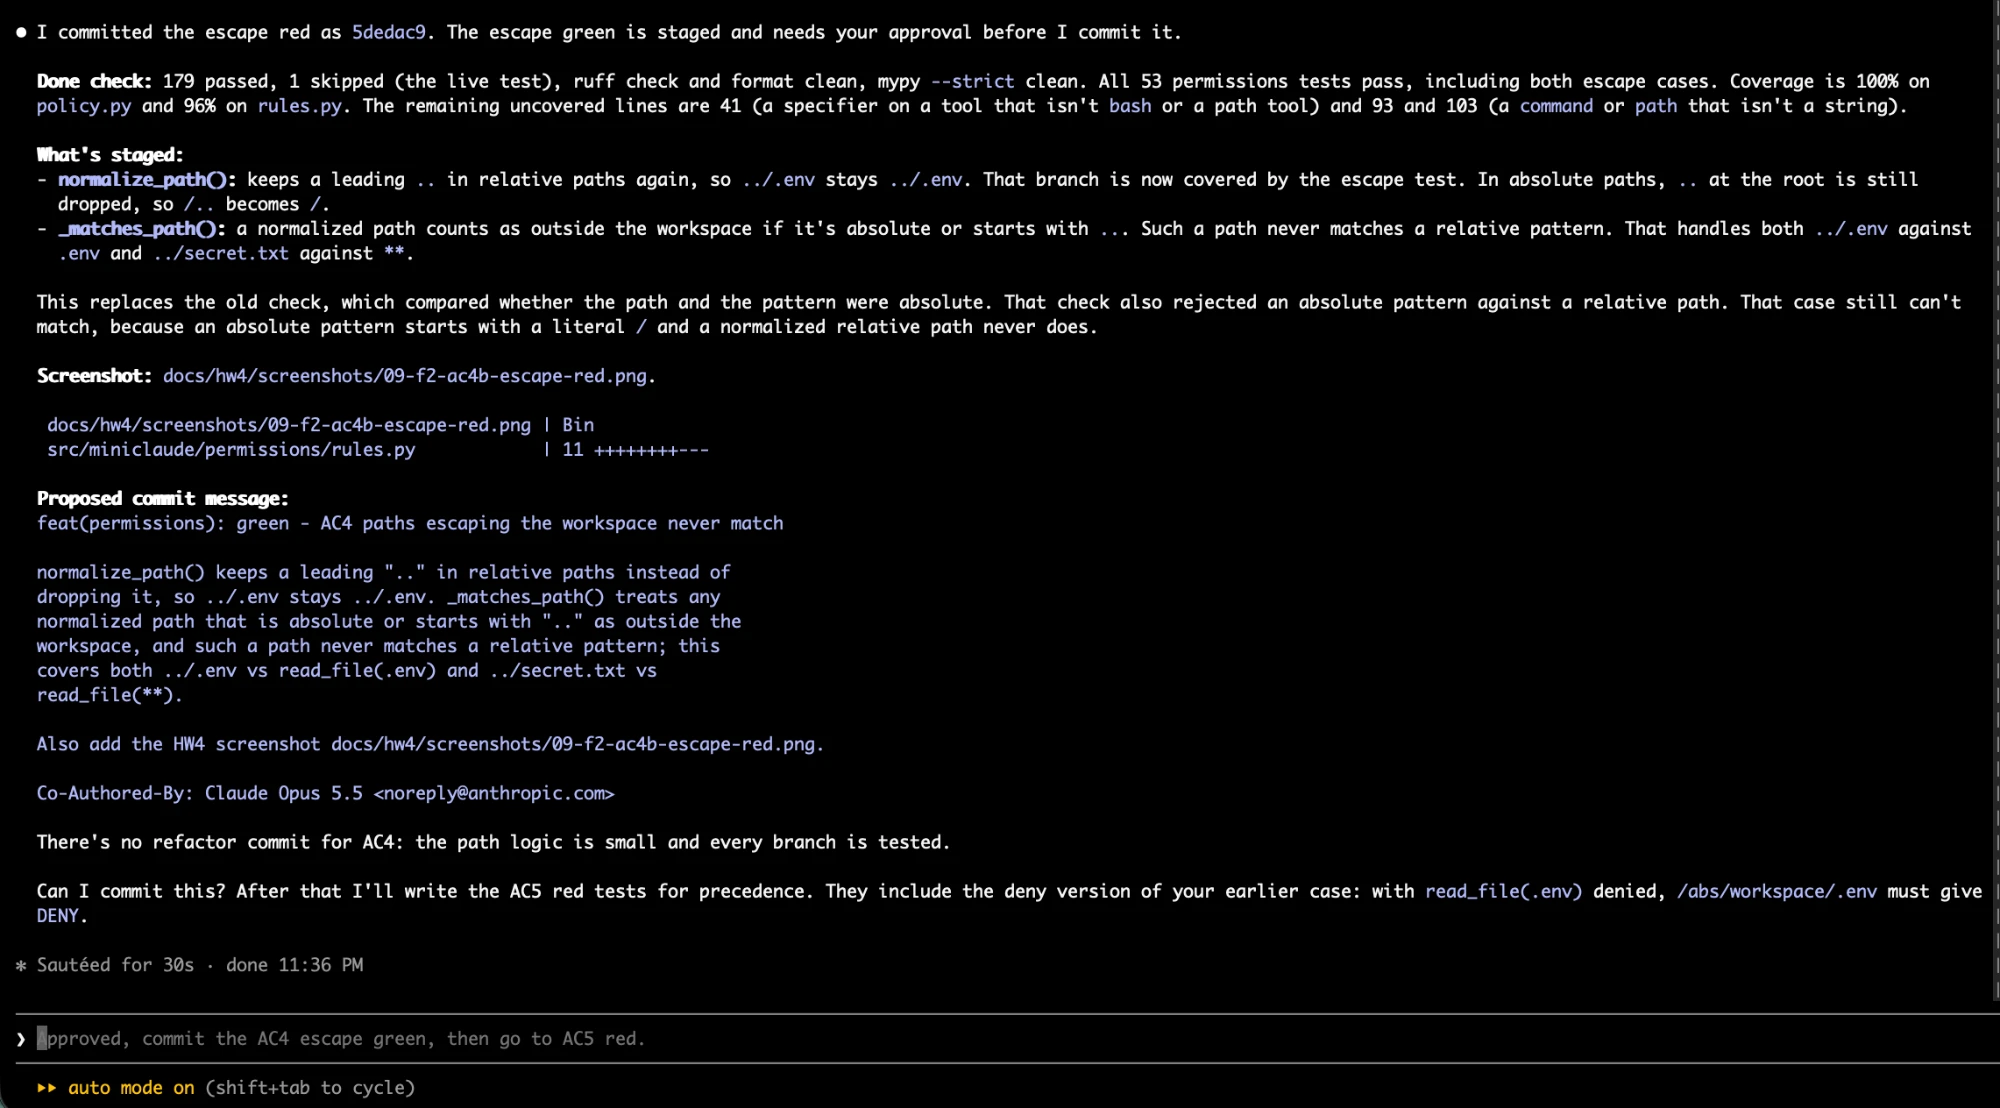 ● I committed the escape red as 5dedac9. The escape green is staged and needs your approval before I commit it.
Done check: 179 passed, 1 skipped (the live test), ruff check and format clean, mypy --strict clean. All 53 permissions tests pass, including both escape cases. Coverage is 100% on
policy.py and 96% on rules.py. The remaining uncovered lines are 41 (a specifier on a tool that isn't bash or a path tool) and 93 and 103 (a command or path that isn't a string).
What's staged:
- normalize_path(): keeps a leading .. in relative paths again, so ../.env stays ../.env. That branch is now covered by the escape test. In absolute paths, .. at the root is still
dropped, so /.. becomes /.
- _matches_path(): a normalized path counts as outside the workspace if it's absolute or starts with ... Such a path never matches a relative pattern. That handles both ../.env against
.env and ../secret.txt against **.
This replaces the old check, which compared whether the path and the pattern were absolute. That check also rejected an absolute pattern against a relative path. That case still can't
match, because an absolute pattern starts with a literal / and a normalized relative path never does.
Screenshot: docs/hw4/screenshots/09-f2-ac4b-escape-red.png.
docs/hw4/screenshots/09-f2-ac4b-escape-red.png | Bin
src/miniclaude/permissions/rules.py | 11 ++++++++---
Proposed commit message:
feat(permissions): green - AC4 paths escaping the workspace never match
normalize_path() keeps a leading ".." in relative paths instead of
dropping it, so ../.env stays ../.env. _matches_path() treats any
normalized path that is absolute or starts with ".." as outside the
workspace, and such a path never matches a relative pattern; this
covers both ../.env vs read_file(.env) and ../secret.txt vs
read_file(**).
Also add the HW4 screenshot docs/hw4/screenshots/09-f2-ac4b-escape-red.png.
Co-Authored-By: Claude Opus 5.5 <noreply@anthropic.com>
There's no refactor commit for AC4: the path logic is small and every branch is tested.
Can I commit this? After that I'll write the AC5 red tests for precedence. They include the deny version of your earlier case: with read_file(.env) denied, /abs/workspace/.env must give
DENY.
* Sautéed for 30s · done 11:36 PM
❯ Approved, commit the AC4 escape green, then go to AC5 red.
⏵⏵ auto mode on (shift+tab to cycle)